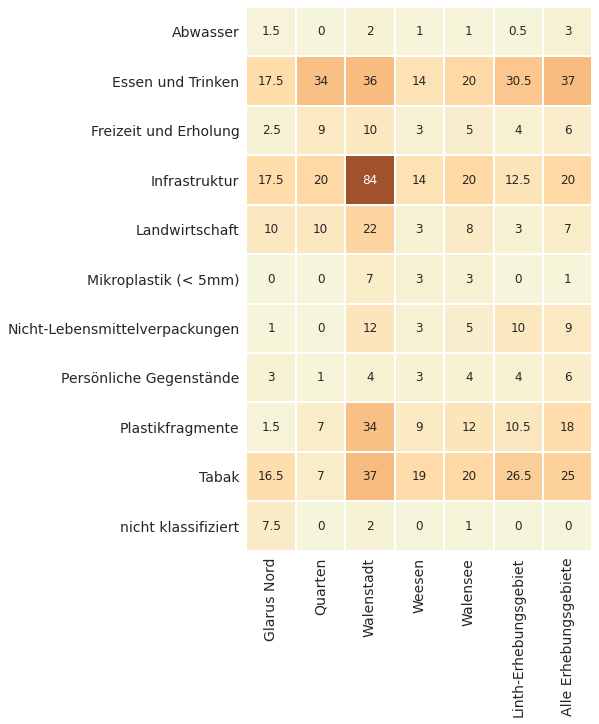 Abwasser 1.5 0 2 1 1 0.5 3
Essen und Trinken 17.5 34 36 14 20 30.5 37
Freizeit und Erholung 2.5 9 10 3 5 4 6
Infrastruktur 17.5 20 84 14 20 12.5 20
Landwirtschaft 10 10 22 3 8 3 7
Mikroplastik (< 5mm) 0 0 7 3 3 0 1
Nicht-Lebensmittelverpackungen 1 0 12 3 5 10 9
Persönliche Gegenstände 3 1 4 3 4 4 6
Plastikfragmente 1.5 7 34 9 12 10.5 18
Tabak 16.5 7 37 19 20 26.5 25
nicht klassifiziert 7.5 0 2 0 1 0 0
Glarus Nord
Quarten
Walenstadt
Weesen
Walensee
Linth-Erhebungsgebiet
Alle Erhebungsgebiete